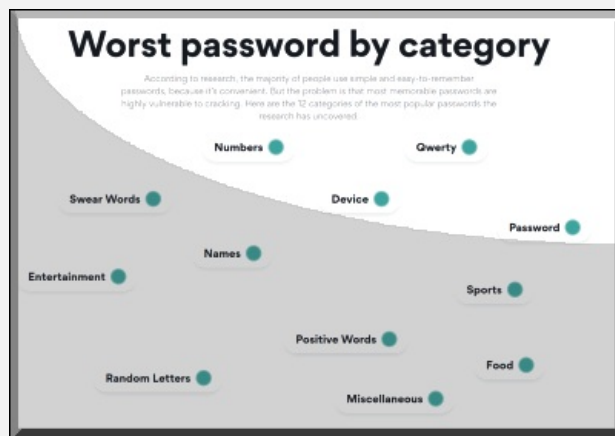 Worst password by category
According to research, the majority of people use simple and easy-to-remember
passwords, because it's convenient. But the problem is that most memorable passwords are
highly vulnerable to cracking. Here are the 12 categories of the most popular passwords the
research has uncovered.
Numbers
Qwerty
Swear Words
Device
Password
Names
Entertainment
Sports
Positive Words
Food
Random Letters
Miscellaneous